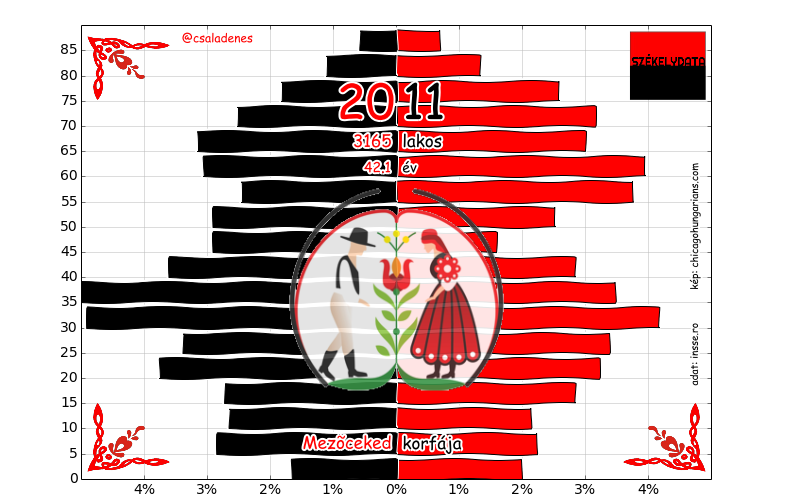 @csaladenes
SZÉKELYDATA
2011
3165 lakos
42.1 év
Mezőceked korfája
kép: chicagohungarians.com
adat: insse.ro
85
80
75
70
65
60
55
50
45
40
35
30
25
20
15
10
5
0
4% 3% 2% 1% 0% 1% 2% 3% 4%